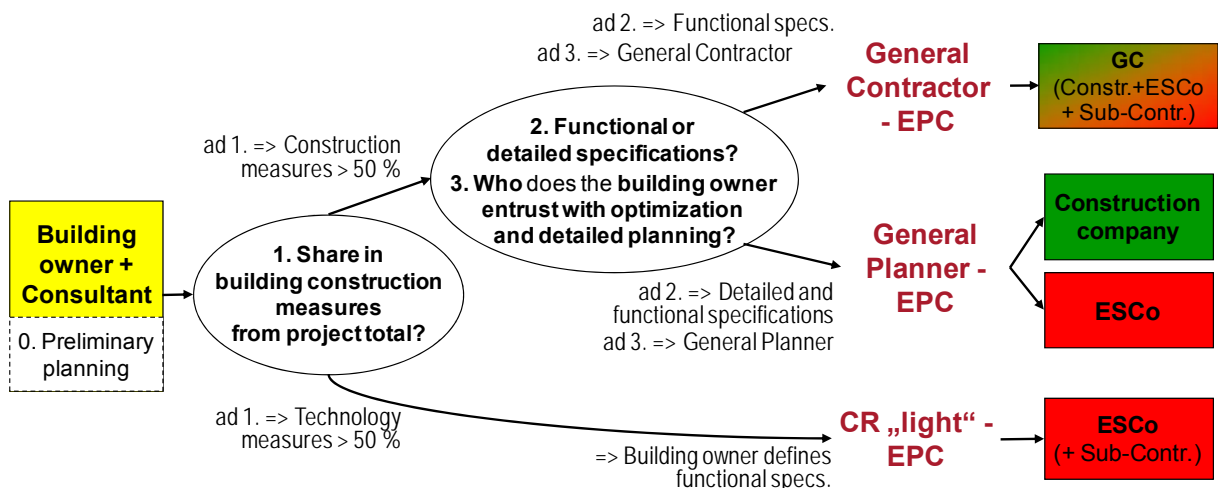 Building
owner +
Consultant
0. Preliminary
planning
1. Share in
building construction
measures
from project total?
ad 1. => Construction
measures > 50 %
2. Functional or
detailed specifications?
3. Who does the building owner
entrust with optimization
and detailed planning?
ad 2. => Functional specs.
ad 3. => General Contractor
General
Contractor
- EPC
GC
(Constr.+ESCo
+ Sub-Contr.)
ad 2. => Detailed and
functional specifications
ad 3. => General Planner
General
Planner -
EPC
Construction
company
ESCo
ad 1. => Technology
measures > 50 %
=> Building owner defines
functional specs.
CR „light“ -
EPC
ESCo
(+ Sub-Contr.)